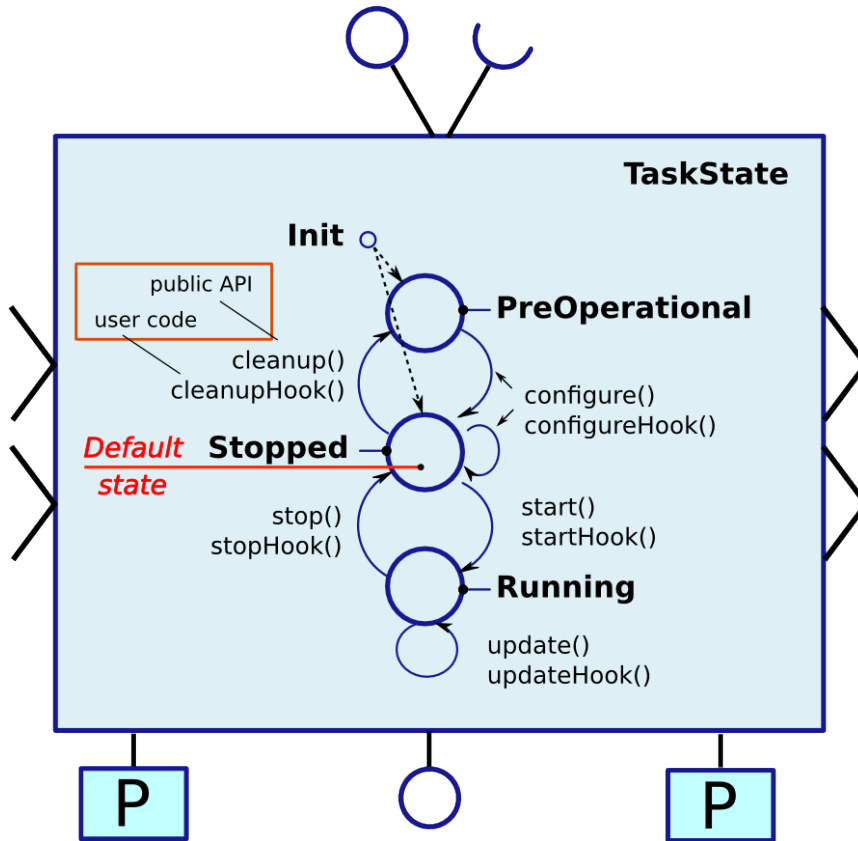 TaskState
Init
public API
user code
PreOperational
cleanup()
cleanupHook()
configure()
configureHook()
Default
state
Stopped
stop()
stopHook()
start()
startHook()
Running
update()
updateHook()
P
P